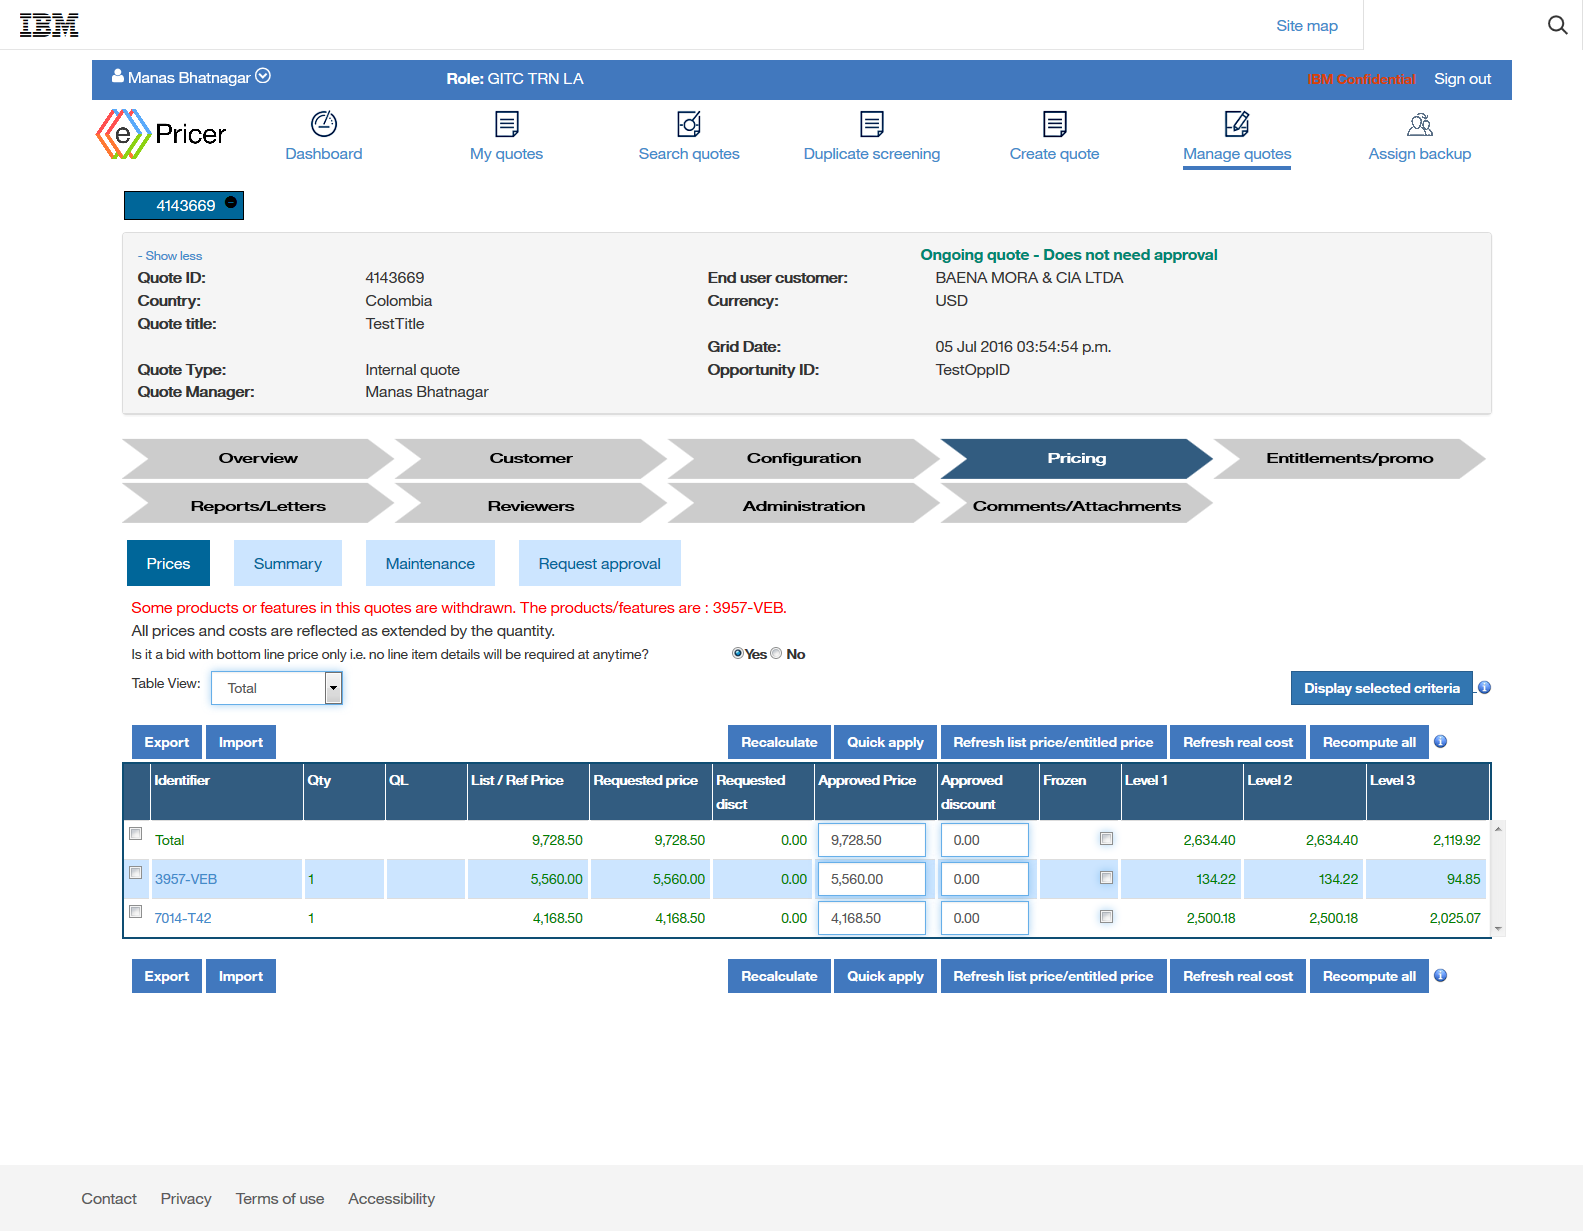 IBM
Site map
Manas Bhatnagar
Role: GITC TRN LA
IBM Confidential
Sign out
e Pricer
Dashboard
My quotes
Search quotes
Duplicate screening
Create quote
Manage quotes
Assign backup
4143669
- Show less
Ongoing quote - Does not need approval
Quote ID: 4143669 End user customer: BAENA MORA & CIA LTDA
Country: Colombia Currency: USD
Quote title: TestTitle
Grid Date: 05 Jul 2016 03:54:54 p.m.
Quote Type: Internal quote Opportunity ID: TestOppID
Quote Manager: Manas Bhatnagar
Overview Customer Configuration Pricing Entitlements/promo
Reports/Letters Reviewers Administration Comments/Attachments
Prices Summary Maintenance Request approval
Some products or features in this quotes are withdrawn. The products/features are : 3957-VEB.
All prices and costs are reflected as extended by the quantity.
Is it a bid with bottom line price only i.e. no line item details will be required at anytime? Yes No
Table View: Total Display selected criteria
Export Import Recalculate Quick apply Refresh list price/entitled price Refresh real cost Recompute all
Identifier Qty QL List / Ref Price Requested price Requested disct Approved Price Approved discount Frozen Level 1 Level 2 Level 3
Total 9,728.50 9,728.50 0.00 9,728.50 0.00 2,634.40 2,634.40 2,119.92
3957-VEB 1 5,560.00 5,560.00 0.00 5,560.00 0.00 134.22 134.22 94.85
7014-T42 1 4,168.50 4,168.50 0.00 4,168.50 0.00 2,500.18 2,500.18 2,025.07
Export Import Recalculate Quick apply Refresh list price/entitled price Refresh real cost Recompute all
Contact Privacy Terms of use Accessibility